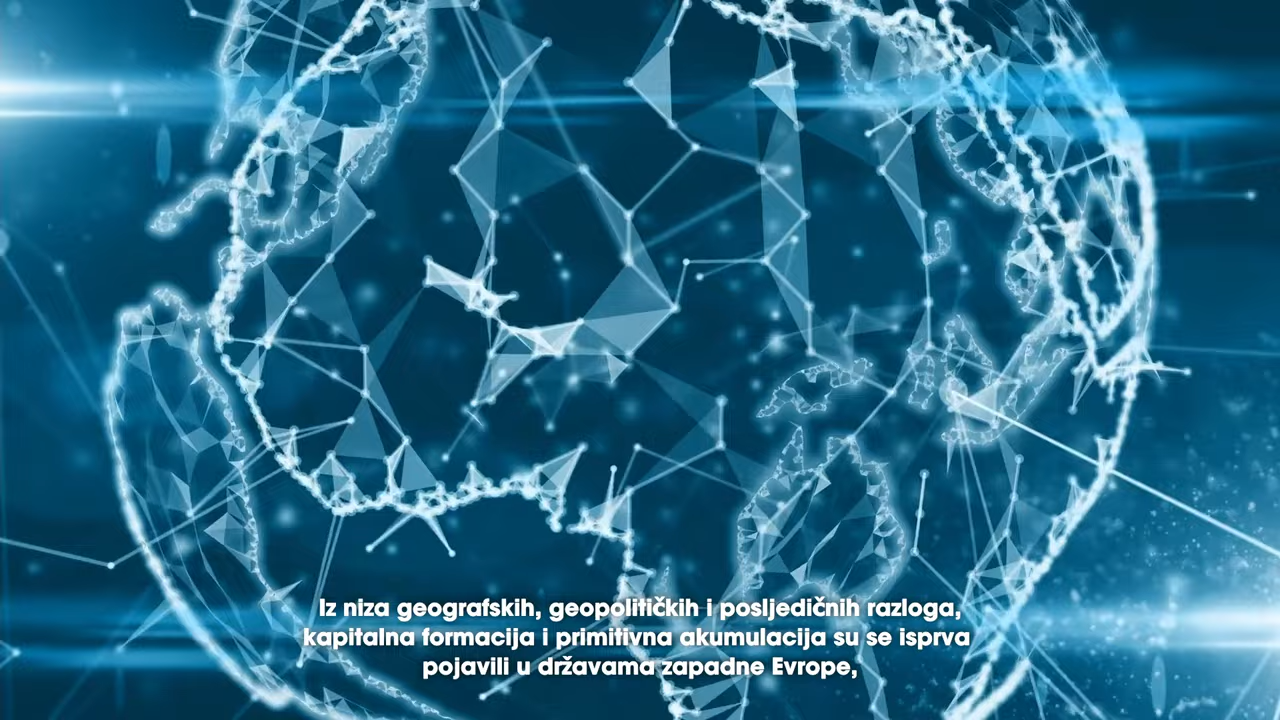 Iz niza geografskih, geopolitičkih i posljedičnih razloga,
kapitalna formacija i primitivna akumulacija su se isprva
pojavili u državama zapadne Evrope,